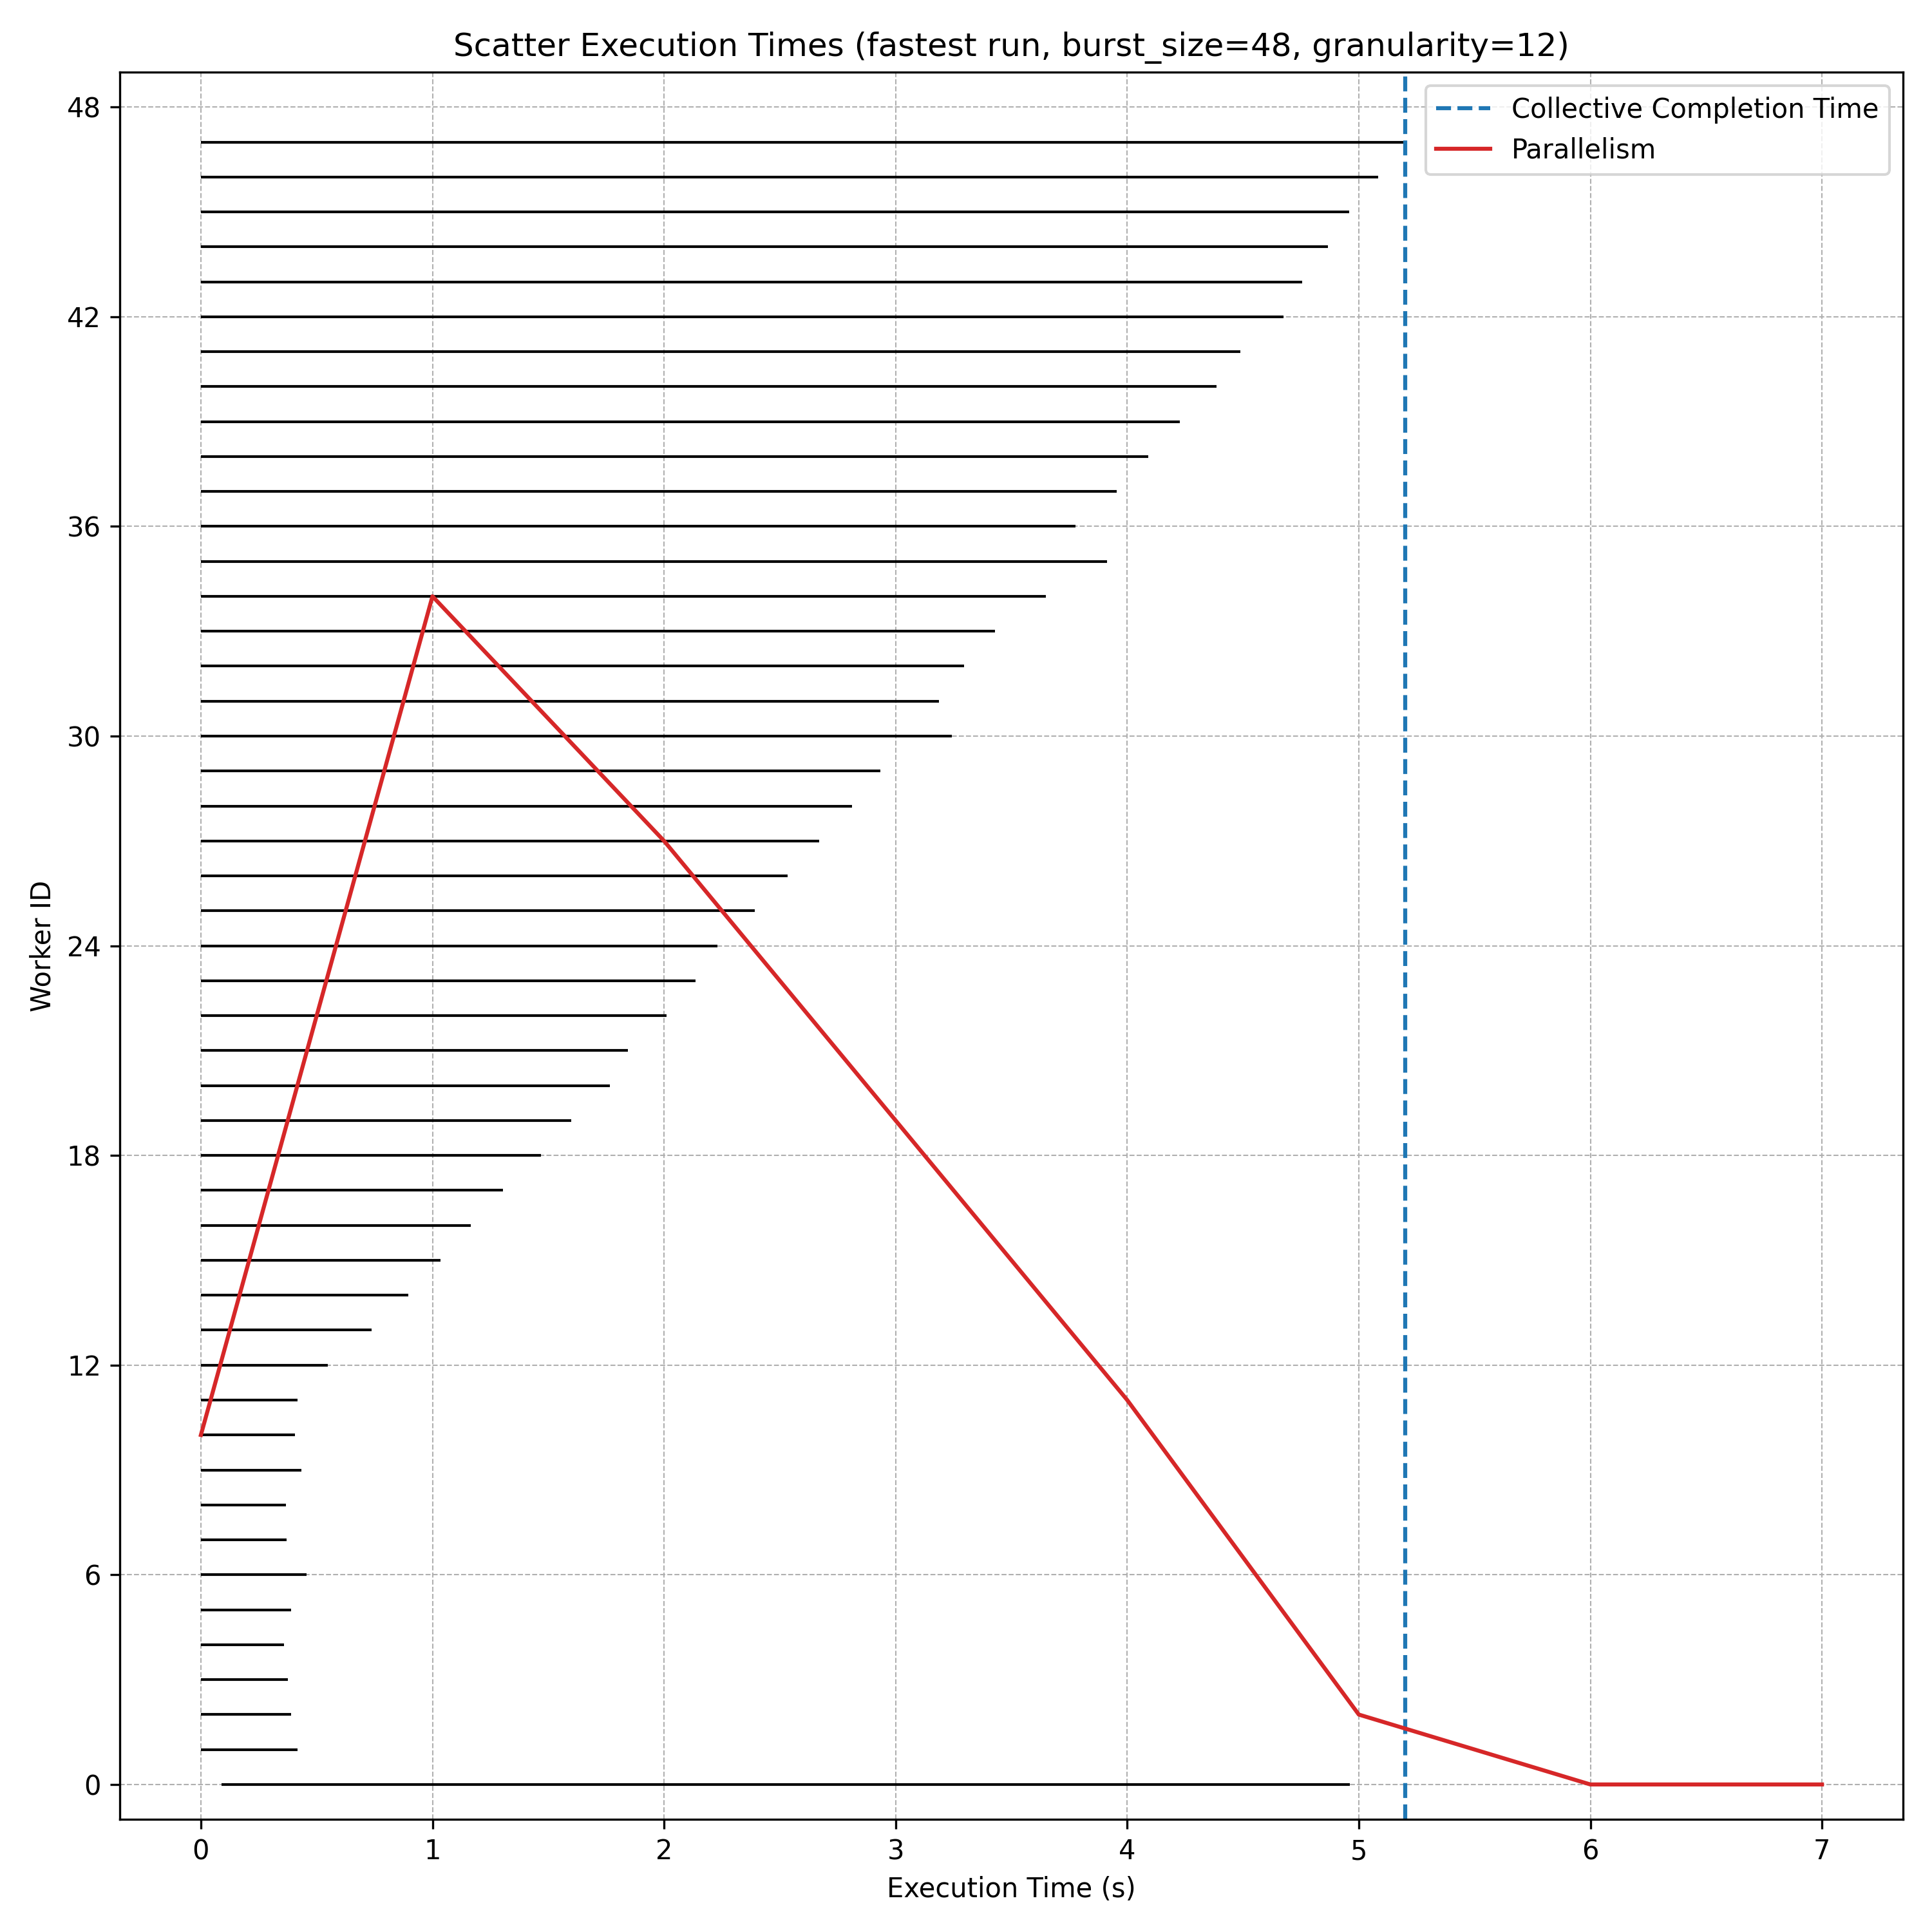 Scatter Execution Times (fastest run, burst_size=48, granularity=12)
Collective Completion Time
Parallelism
48
42
36
30
24
18
12
6
0
Worker ID
0 1 2 3 4 5 6 7
Execution Time (s)